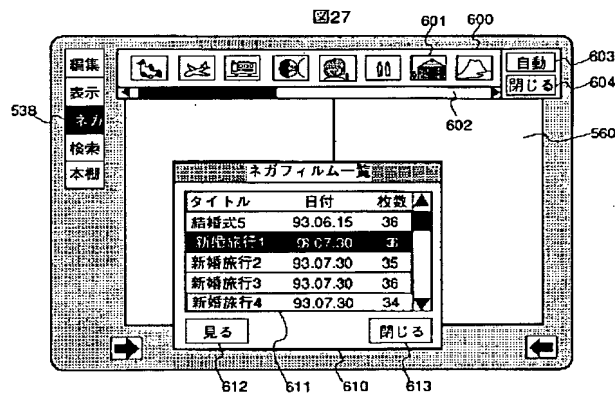 図27
601 600
編集
表示
ネガ
検索
本棚
538
自動 603
閉じる 604
602
560
ネガフィルム一覧
タイトル 日付 枚数
結婚式5 93.06.15 36
新婚旅行1 93.07.30 36
新婚旅行2 93.07.30 35
新婚旅行3 93.07.30 36
新婚旅行4 93.07.30 34
見る 閉じる
612 611 610 613